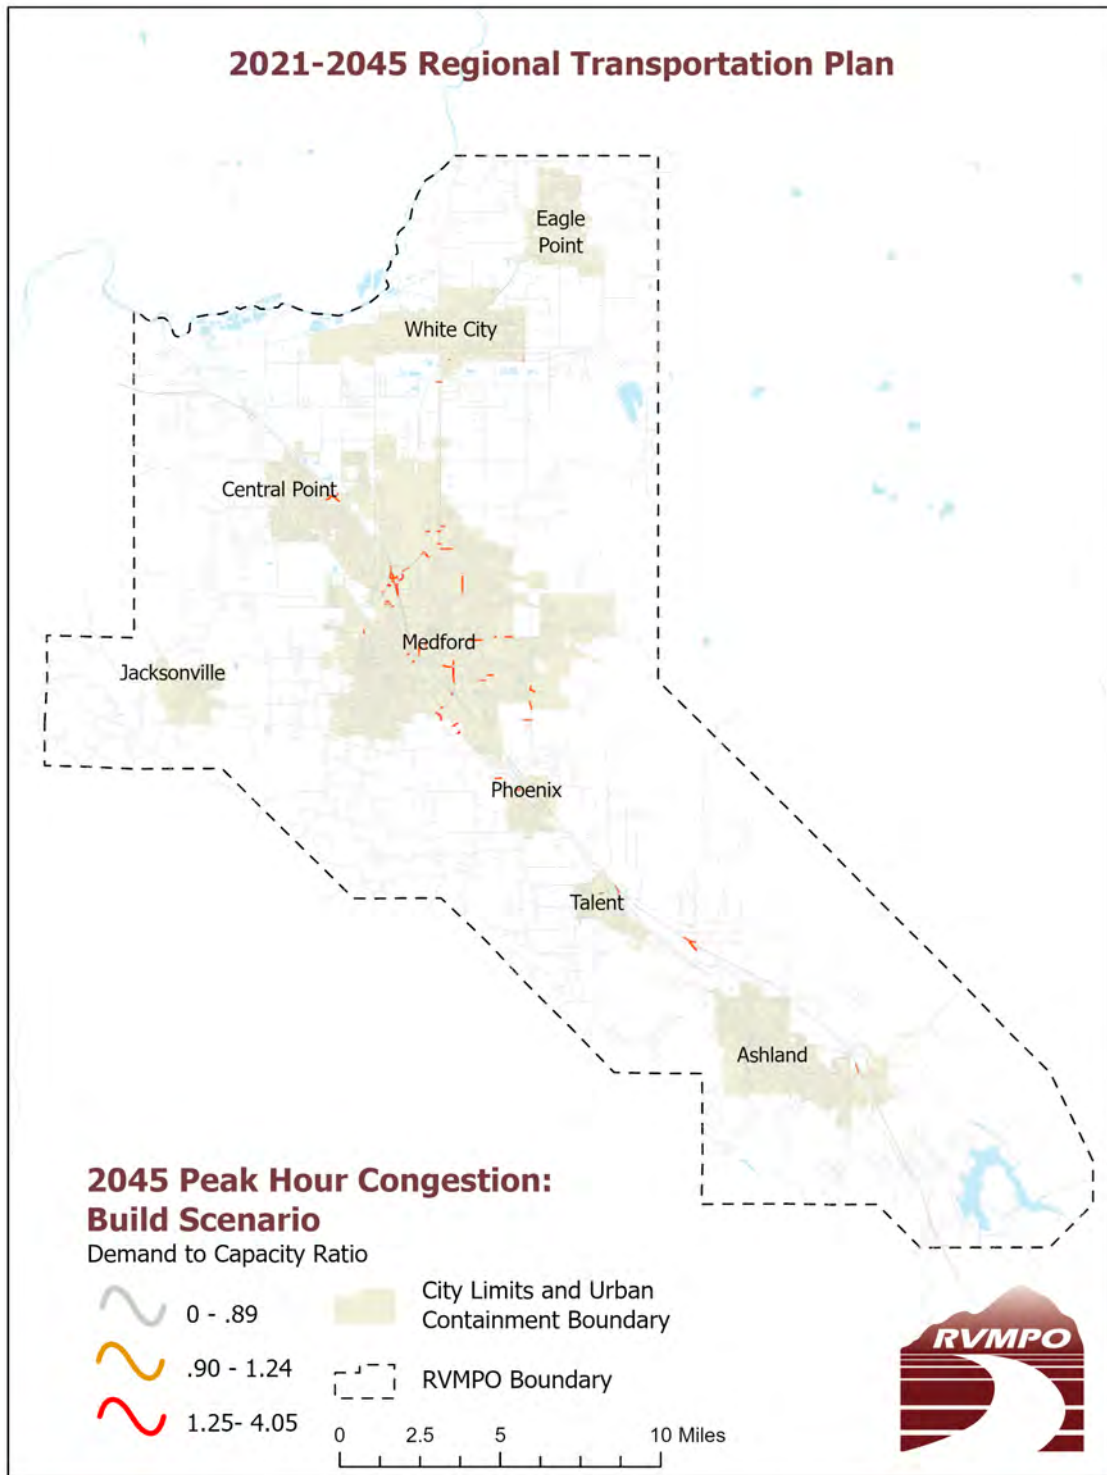 2021-2045 Regional Transportation Plan
Eagle
Point
White City
Central Point
Medford
Jacksonville
Phoenix
Talent
Ashland
2045 Peak Hour Congestion:
Build Scenario
Demand to Capacity Ratio
0 - .89
.90 - 1.24
1.25- 4.05
City Limits and Urban
Containment Boundary
RVMPO Boundary
0 2.5 5 10 Miles
RVMPO